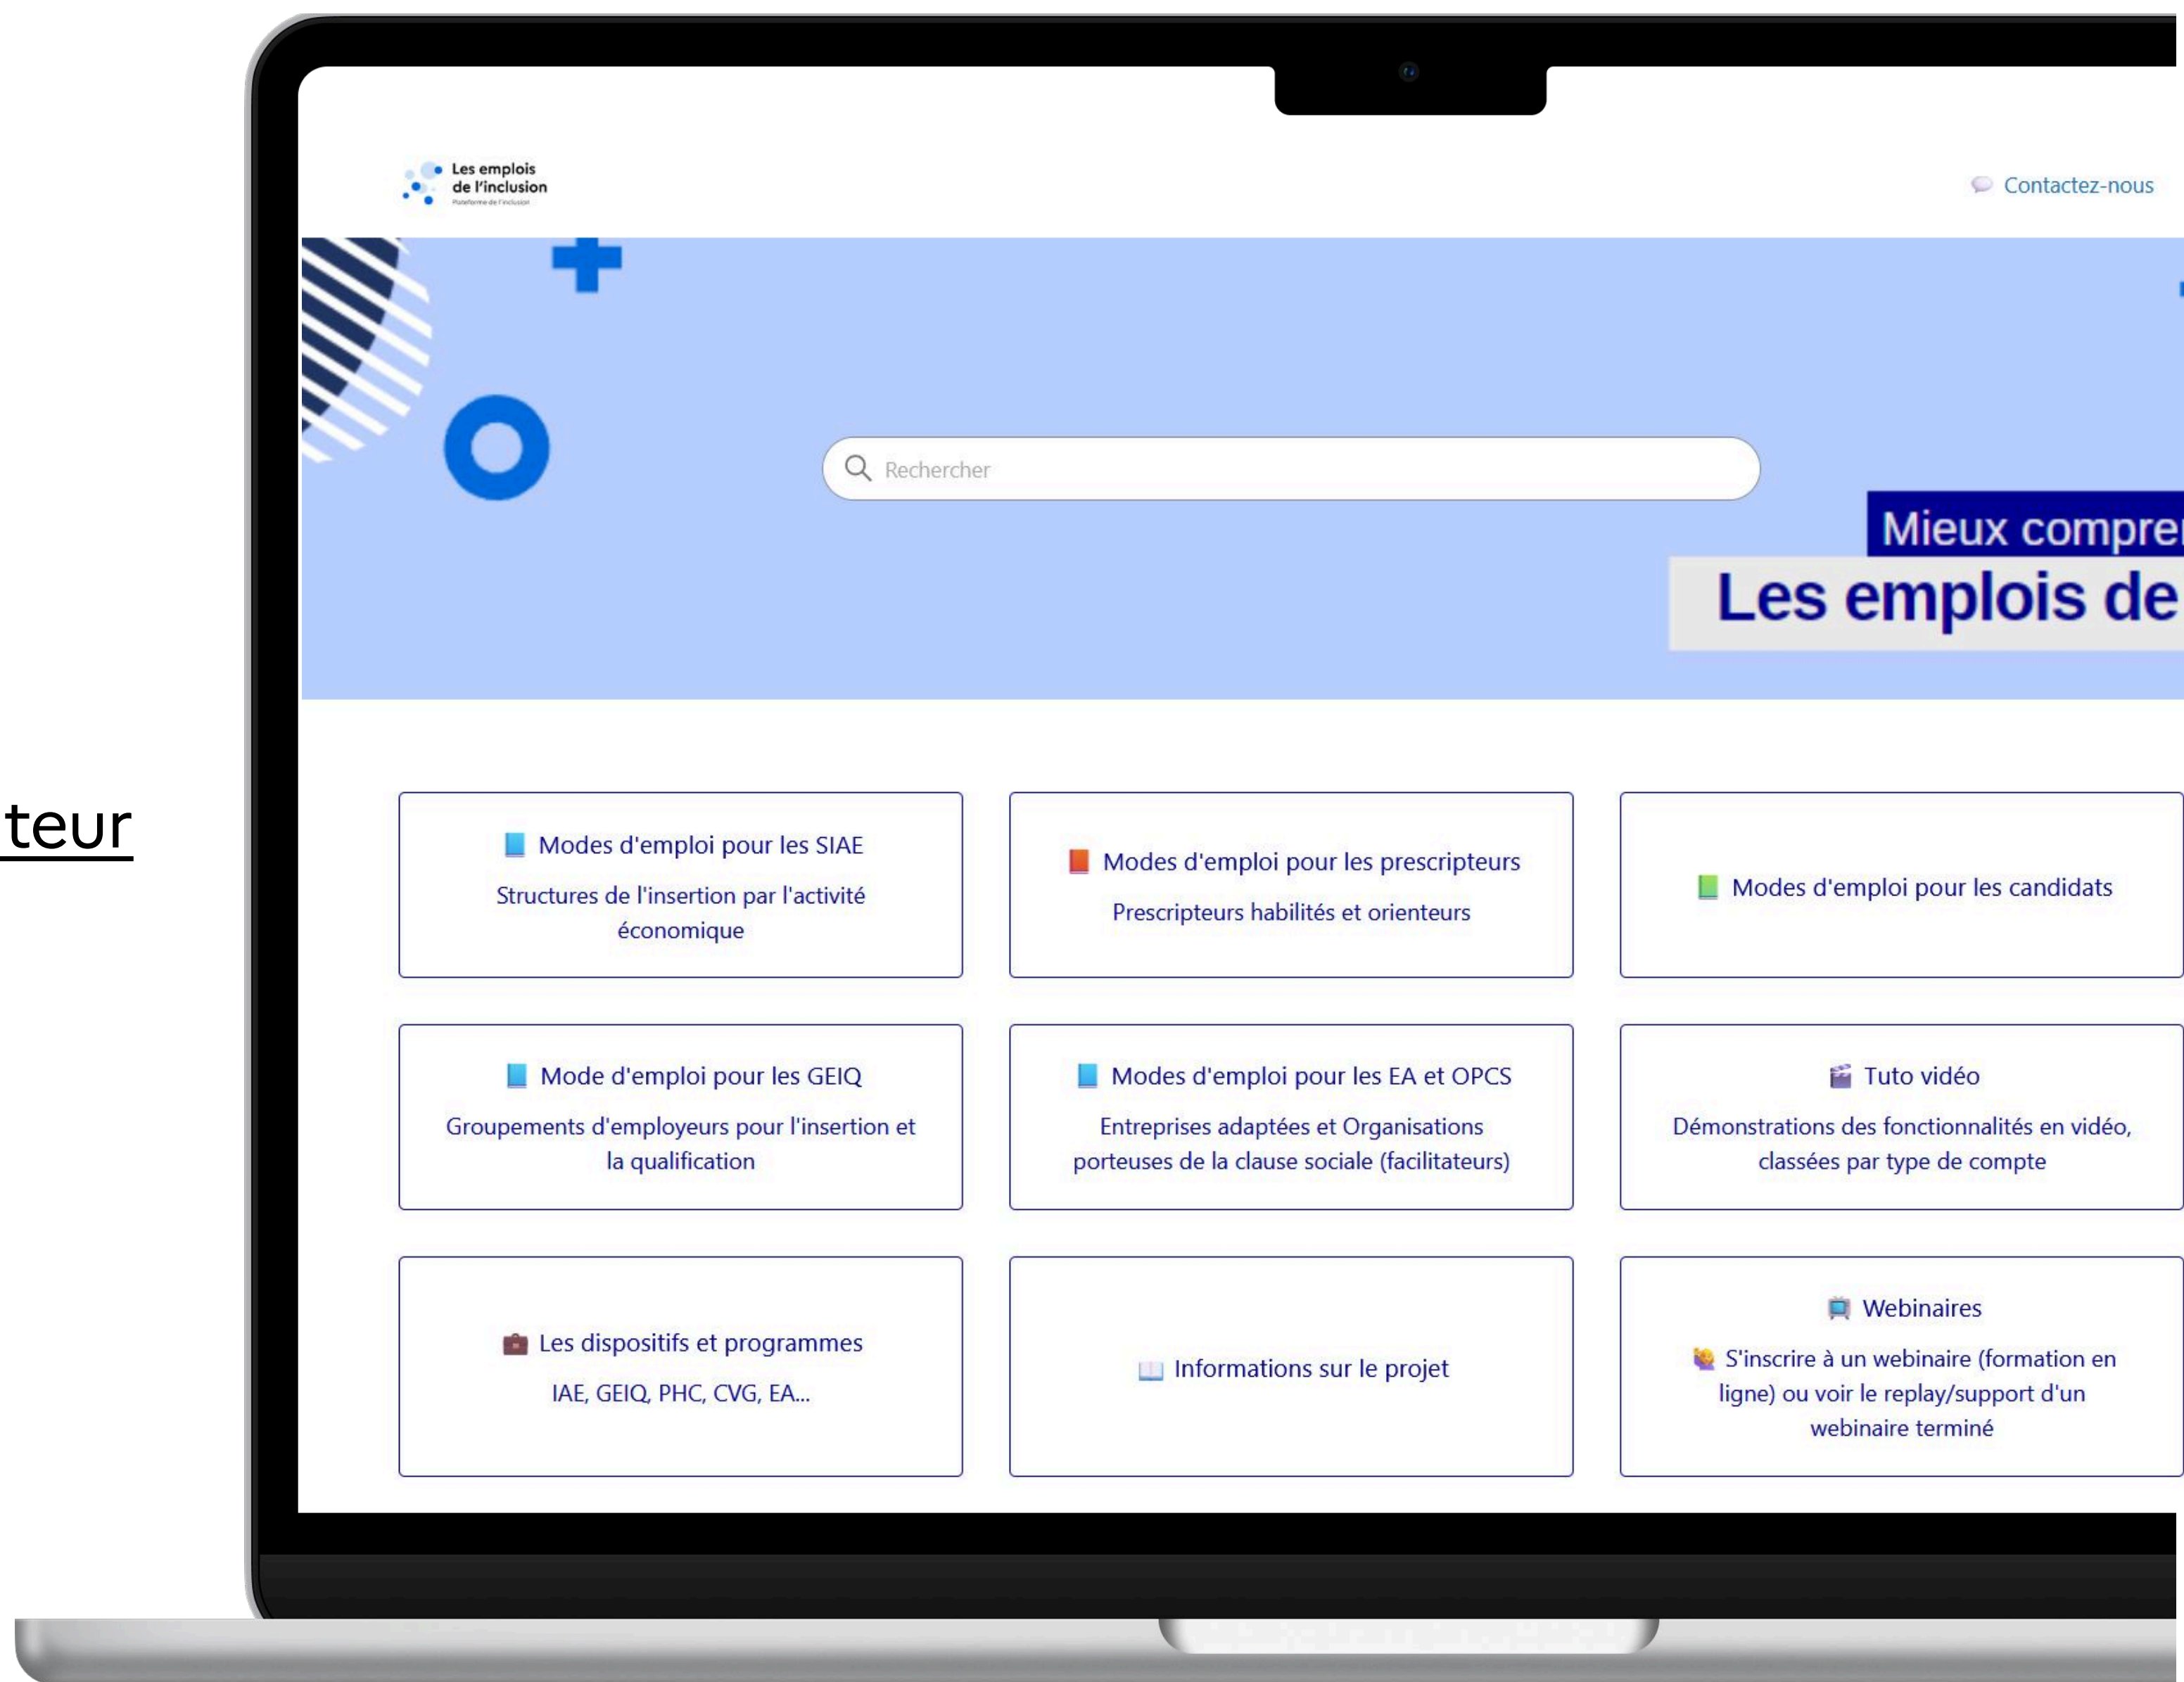 Les emplois
de l'inclusion
Plateforme de l'inclusion
Contactez-nous
Rechercher
Mieux compre
Les emplois de
teur
Modes d'emploi pour les SIAE
Structures de l'insertion par l'activité
économique
Modes d'emploi pour les prescripteurs
Prescripteurs habilités et orienteurs
Modes d'emploi pour les candidats
Mode d'emploi pour les GEIQ
Groupements d'employeurs pour l'insertion et
la qualification
Modes d'emploi pour les EA et OPCS
Entreprises adaptées et Organisations
porteuses de la clause sociale (facilitateurs)
Tuto vidéo
Démonstrations des fonctionnalités en vidéo,
classées par type de compte
Les dispositifs et programmes
IAE, GEIQ, PHC, CVG, EA...
Informations sur le projet
Webinaires
S'inscrire à un webinaire (formation en
ligne) ou voir le replay/support d'un
webinaire terminé